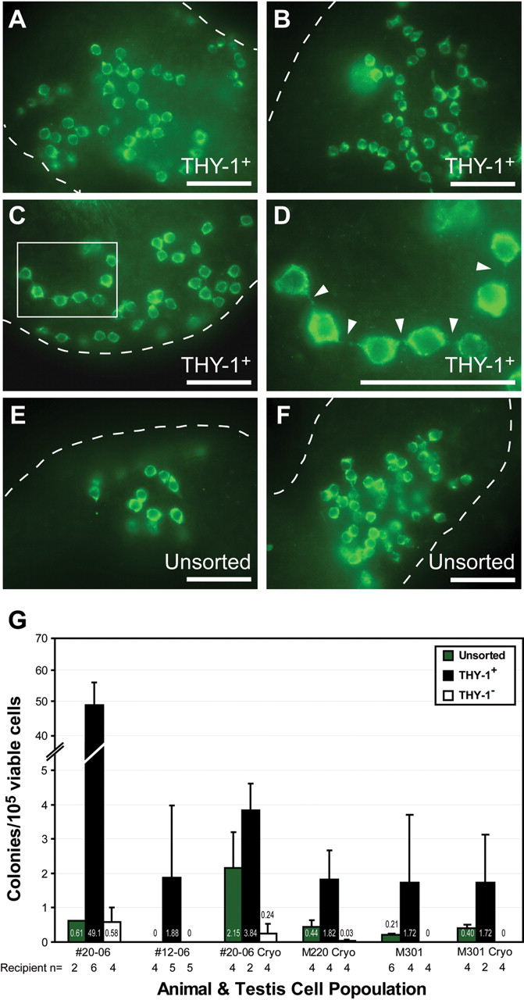 A
THY-1+
B
THY-1+
C
THY-1+
D
THY-1+
E
Unsorted
F
Unsorted
G
Colonies/10⁵ viable cells
70
60
50
40
5
4
3
2
1
0
Unsorted
THY-1+
THY-1-
0.61 49.1 0.58 0 1.88 0 2.15 3.84 0.24 0.44 1.82 0.03 0.21 1.72 0 0.40 1.72 0
#20-06 #12-06 #20-06 Cryo M220 Cryo M301 M301 Cryo
Recipient n= 2 6 4 4 5 5 4 2 4 4 4 4 6 4 4 4 2 4
Animal & Testis Cell Popoulation